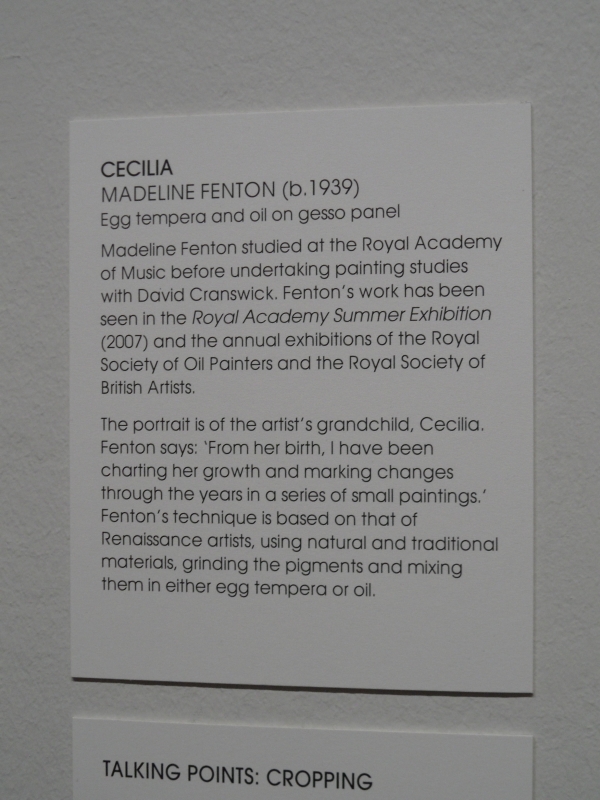 CECILIA
MADELINE FENTON (b.1939)
Egg tempera and oil on gesso panel
Madeline Fenton studied at the Royal Academy
of Music before undertaking painting studies
with David Cranswick. Fenton's work has been
seen in the Royal Academy Summer Exhibition
(2007) and the annual exhibitions of the Royal
Society of Oil Painters and the Royal Society of
British Artists.
The portrait is of the artist's grandchild, Cecilia.
Fenton says: 'From her birth, I have been
charting her growth and marking changes
through the years in a series of small paintings.'
Fenton's technique is based on that of
Renaissance artists, using natural and traditional
materials, grinding the pigments and mixing
them in either egg tempera or oil.
TALKING POINTS: CROPPING